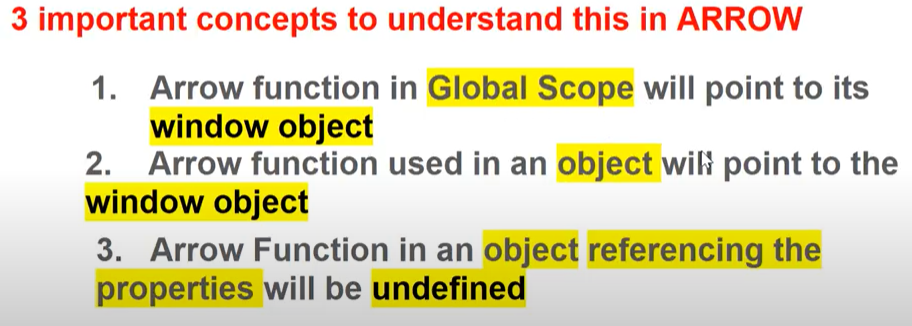 3 important concepts to understand this in ARROW
1. Arrow function in Global Scope will point to its
window object
2. Arrow function used in an object will point to the
window object
3. Arrow Function in an object referencing the
properties will be undefined